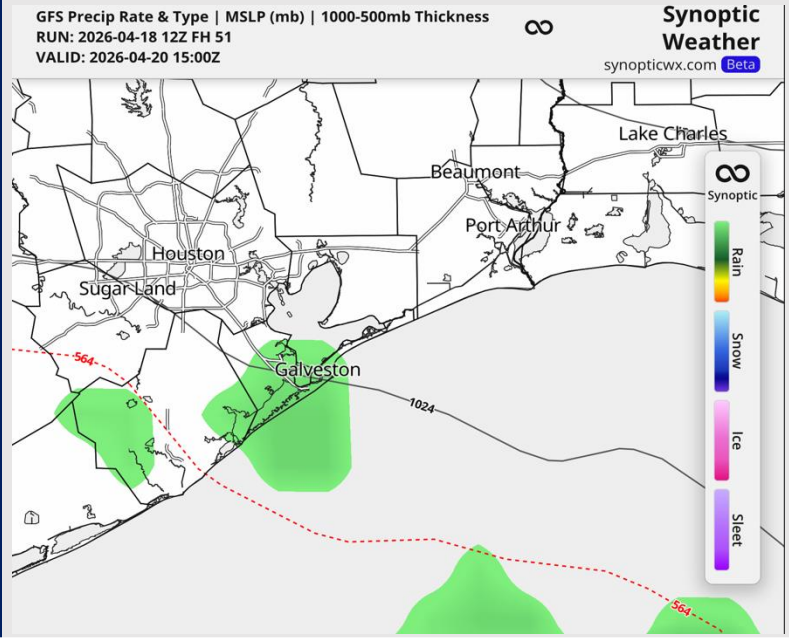 GFS Precip Rate & Type | MSLP (mb) | 1000-500mb Thickness
RUN: 2026-04-18 12Z FH 51
VALID: 2026-04-20 15:00Z
Synoptic
Weather
synopticwx.com Beta
Lake Charles
Beaumont
Port Arthur
Houston
Sugar Land
Galveston
564
1024
564
Synoptic
Rain
Snow
Ice
Sleet